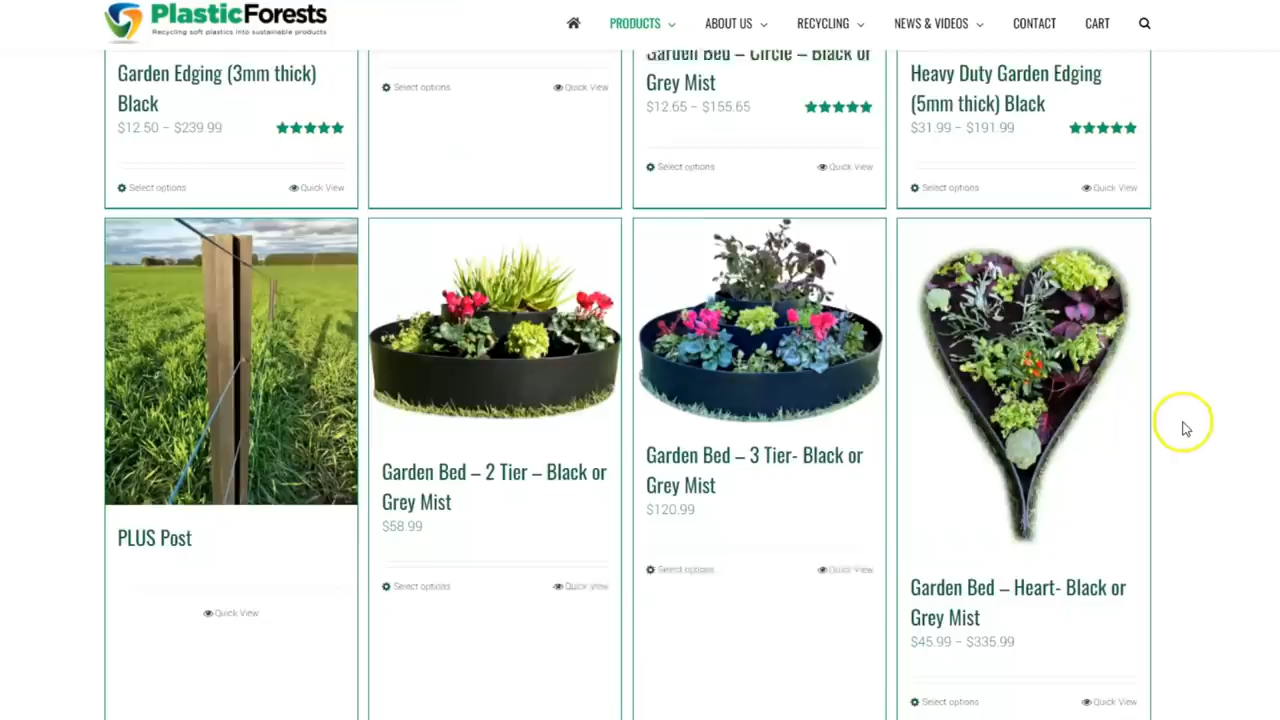 PlasticForests
Recycling soft plastics into sustainable products
PRODUCTS
ABOUT US
RECYCLING
NEWS & VIDEOS
CONTACT
CART
Garden Edging (3mm thick)
Black
$12.50 – $239.99
Select options
Quick View
Select options
Quick View
Garden Bed – Circle – Black or
Grey Mist
$12.65 – $155.65
Select options
Quick View
Heavy Duty Garden Edging
(5mm thick) Black
$31.99 – $191.99
Select options
Quick View
PLUS Post
Quick View
Garden Bed – 2 Tier – Black or
Grey Mist
$58.99
Select options
Quick View
Garden Bed – 3 Tier- Black or
Grey Mist
$120.99
Select options
Quick View
Garden Bed – Heart- Black or
Grey Mist
$45.99 – $335.99
Select options
Quick View